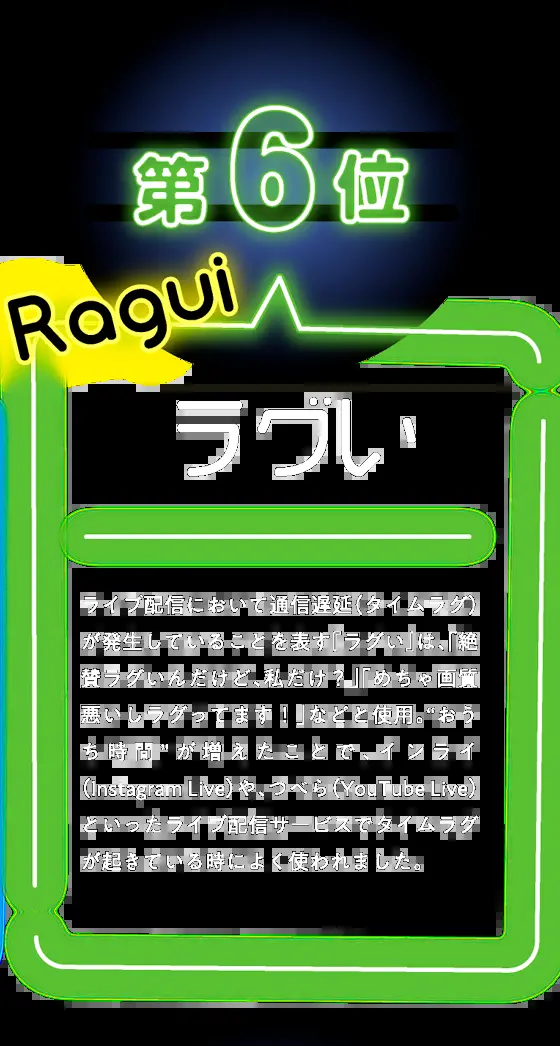 第6位
Ragui
ラグい
ライブ配信において通信遅延(タイムラグ)
が発生していることを表す「ラグい」は、「絶
賛ラグいんだけど、私だけ?」「めちゃ画質
悪いしラグってます!」などと使用。“おう
ち時間”が増えたことで、インライ
(Instagram Live)や、つべら(YouTube Live)
といったライブ配信サービスでタイムラグ
が起きている時によく使われました。